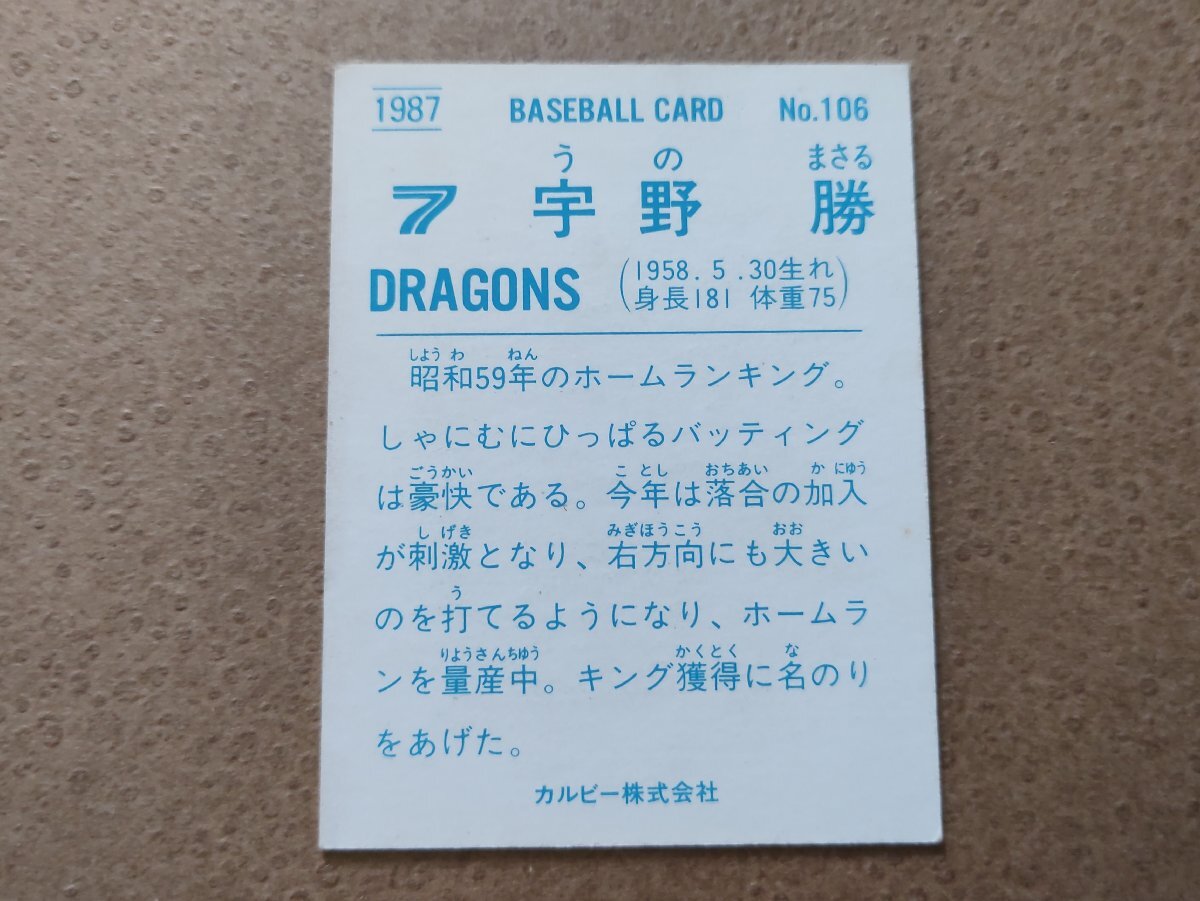 1987 BASEBALL CARD No.106
うの まさる
7 宇野 勝
DRAGONS (1958.5.30生れ
身長181 体重75)
しようわ ねん
昭和59年のホームランキング。
しゃにむにひっぱるバッティング
ごうかい ことし おちあい かにゆう
は豪快である。今年は落合の加入
しげき みぎほうこう おお
が刺激となり、右方向にも大きい
う
のを打てるようになり、ホームラ
りようさんちゆう かくとく な
ンを量産中。キング獲得に名のり
をあげた。
カルビー株式会社